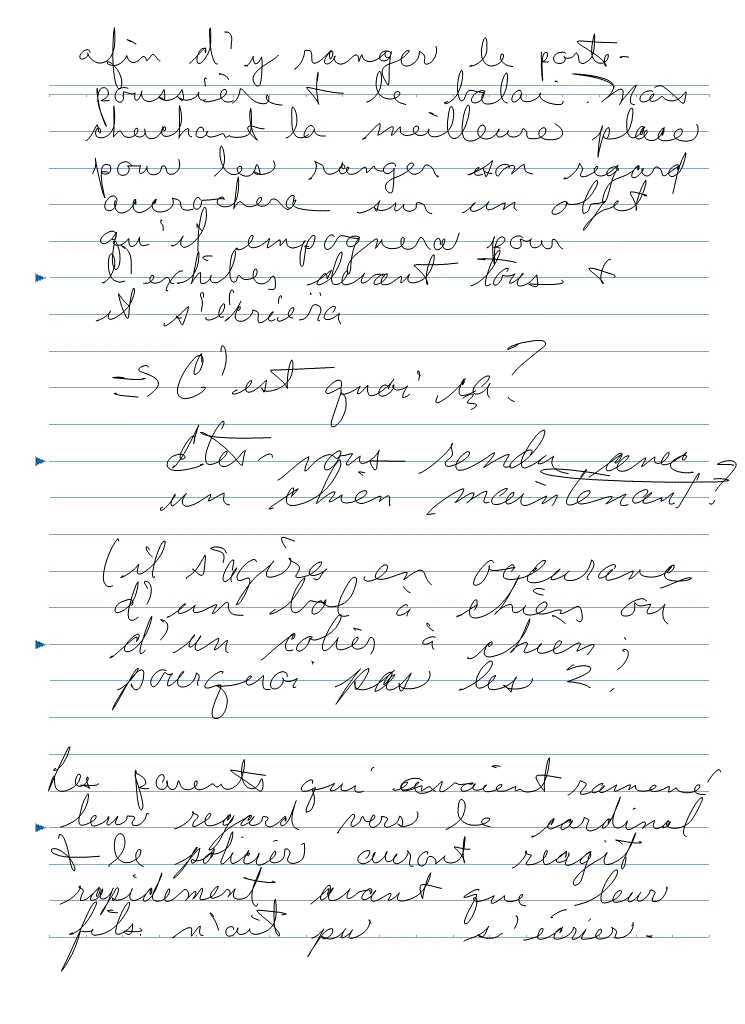 afin d'y ranger le porte-
poussière & le balai. Mais
cherchant la meilleure place
pour les ranger son regard
accrochera sur un objet
qu'il empognera pour
l'exhiber devant tous &
il s'écriera
=> C'est quoi ça?
Êtes-vous rendu avec
un chien maintenant?
(il s'agira en occurance
d'un bol à chien ou
d'un colier à chien;
pourquoi pas les 2?
Les parents qui avaient ramené
leur regard vers le cardinal
& le policier auront reagit
rapidement avant que leur
fils n'ait pu s'écrier.